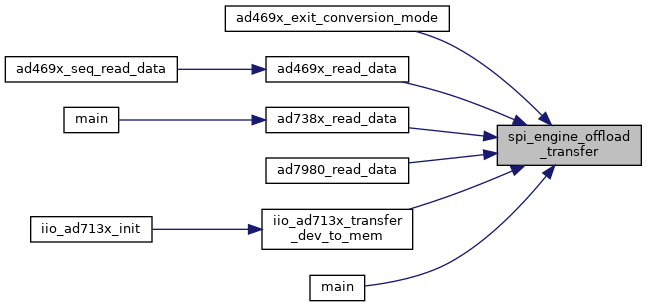 ad469x_exit_conversion_mode
ad469x_seq_read_data
ad469x_read_data
main
ad738x_read_data
spi_engine_offload
_transfer
ad7980_read_data
iio_ad713x_init
iio_ad713x_transfer
_dev_to_mem
main